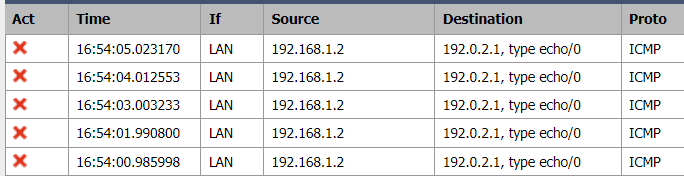 Act Time If Source Destination Proto
16:54:05.023170 LAN 192.168.1.2 192.0.2.1, type echo/0 ICMP
16:54:04.012553 LAN 192.168.1.2 192.0.2.1, type echo/0 ICMP
16:54:03.003233 LAN 192.168.1.2 192.0.2.1, type echo/0 ICMP
16:54:01.990800 LAN 192.168.1.2 192.0.2.1, type echo/0 ICMP
16:54:00.985998 LAN 192.168.1.2 192.0.2.1, type echo/0 ICMP